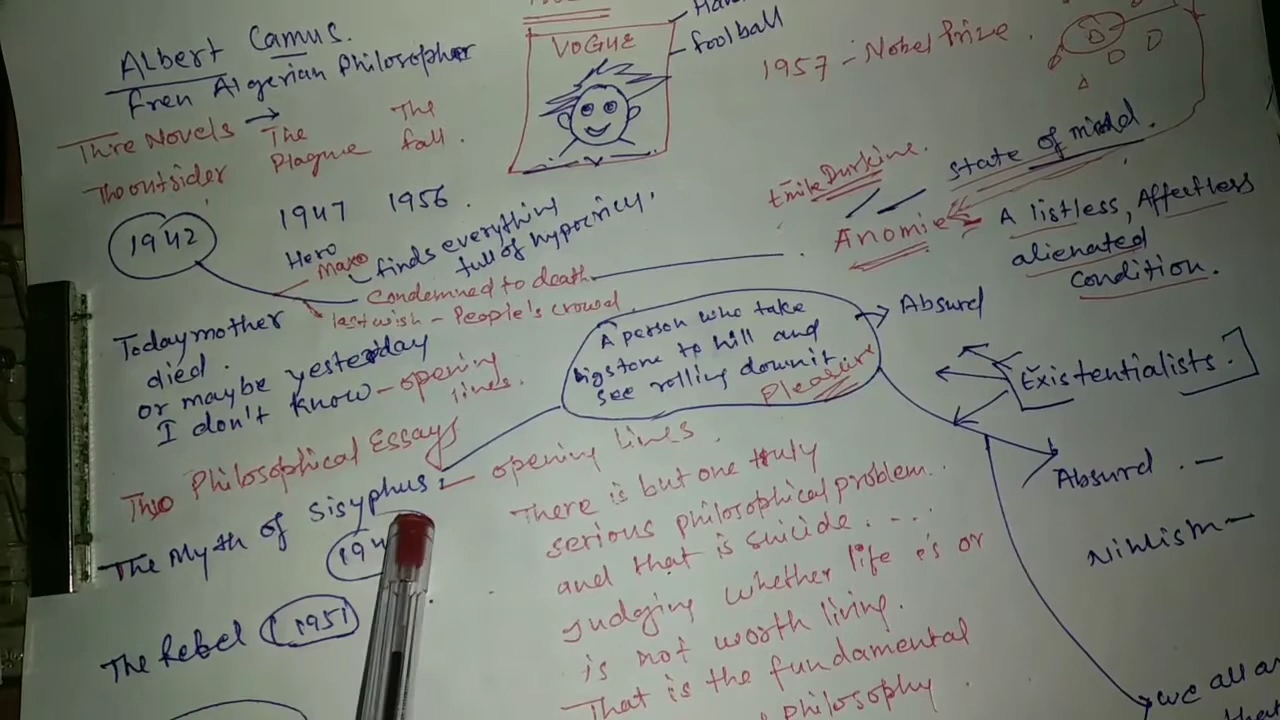 Albert Camus.
Fren Algerian Philosopher
Three Novels → The The
The outsider Plague fall.
1942 1947 1956.
Hero
finds everything
full of hypocricy.
Condemned to death
last wish - People's crowd
Today mother
died.
or maybe yesterday
I don't know - opening
lines.
VOGUE
foolball
1957 - Nobel Prize.
D D D
State of mind.
Emile Durkine.
Anomie - A listless, Affectless
alienated
Condition.
A person who take
bigstone to hill and
see rolling down it
Pleasure
Absurd
Existentialists.
Absurd. -
Nihlism -
Two Philosophical Essays
The Myth of Sisyphus. - opening lines.
The Rebel (1951
There is but one truly
serious philosophical problem..
and that is suicide. ...
Judging whether life is or
is not worth living.
That is the fundamental
philosophy.
we all